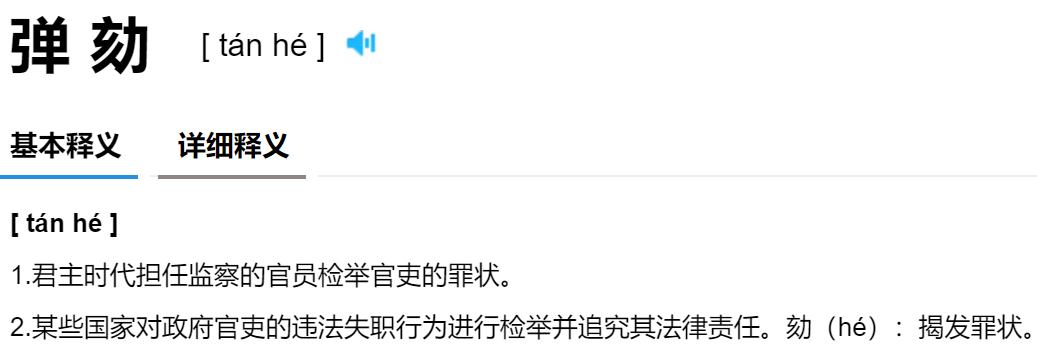 弹 劾 [ tán hé ]
基本释义 详细释义
[ tán hé ]
1.君主时代担任监察的官员检举官吏的罪状。
2.某些国家对政府官吏的违法失职行为进行检举并追究其法律责任。劾（hé）：揭发罪状。